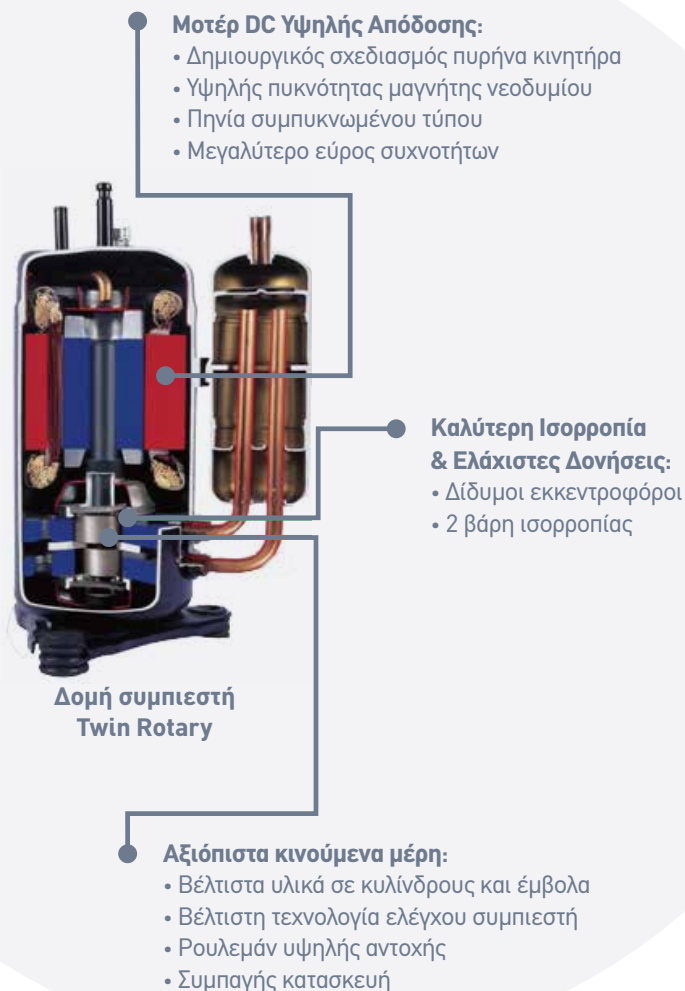 Μοτέρ DC Υψηλής Απόδοσης:
• Δημιουργικός σχεδιασμός πυρήνα κινητήρα
• Υψηλής πυκνότητας μαγνήτης νεοδυμίου
• Πηνία συμπυκνωμένου τύπου
• Μεγαλύτερο εύρος συχνοτήτων
Καλύτερη Ισορροπία
& Ελάχιστες Δονήσεις:
• Δίδυμοι εκκεντροφόροι
• 2 βάρη ισορροπίας
Δομή συμπιεστή
Twin Rotary
Αξιόπιστα κινούμενα μέρη:
• Βέλτιστα υλικά σε κυλίνδρους και έμβολα
• Βέλτιστη τεχνολογία ελέγχου συμπιεστή
• Ρουλεμάν υψηλής αντοχής
• Συμπαγής κατασκευή